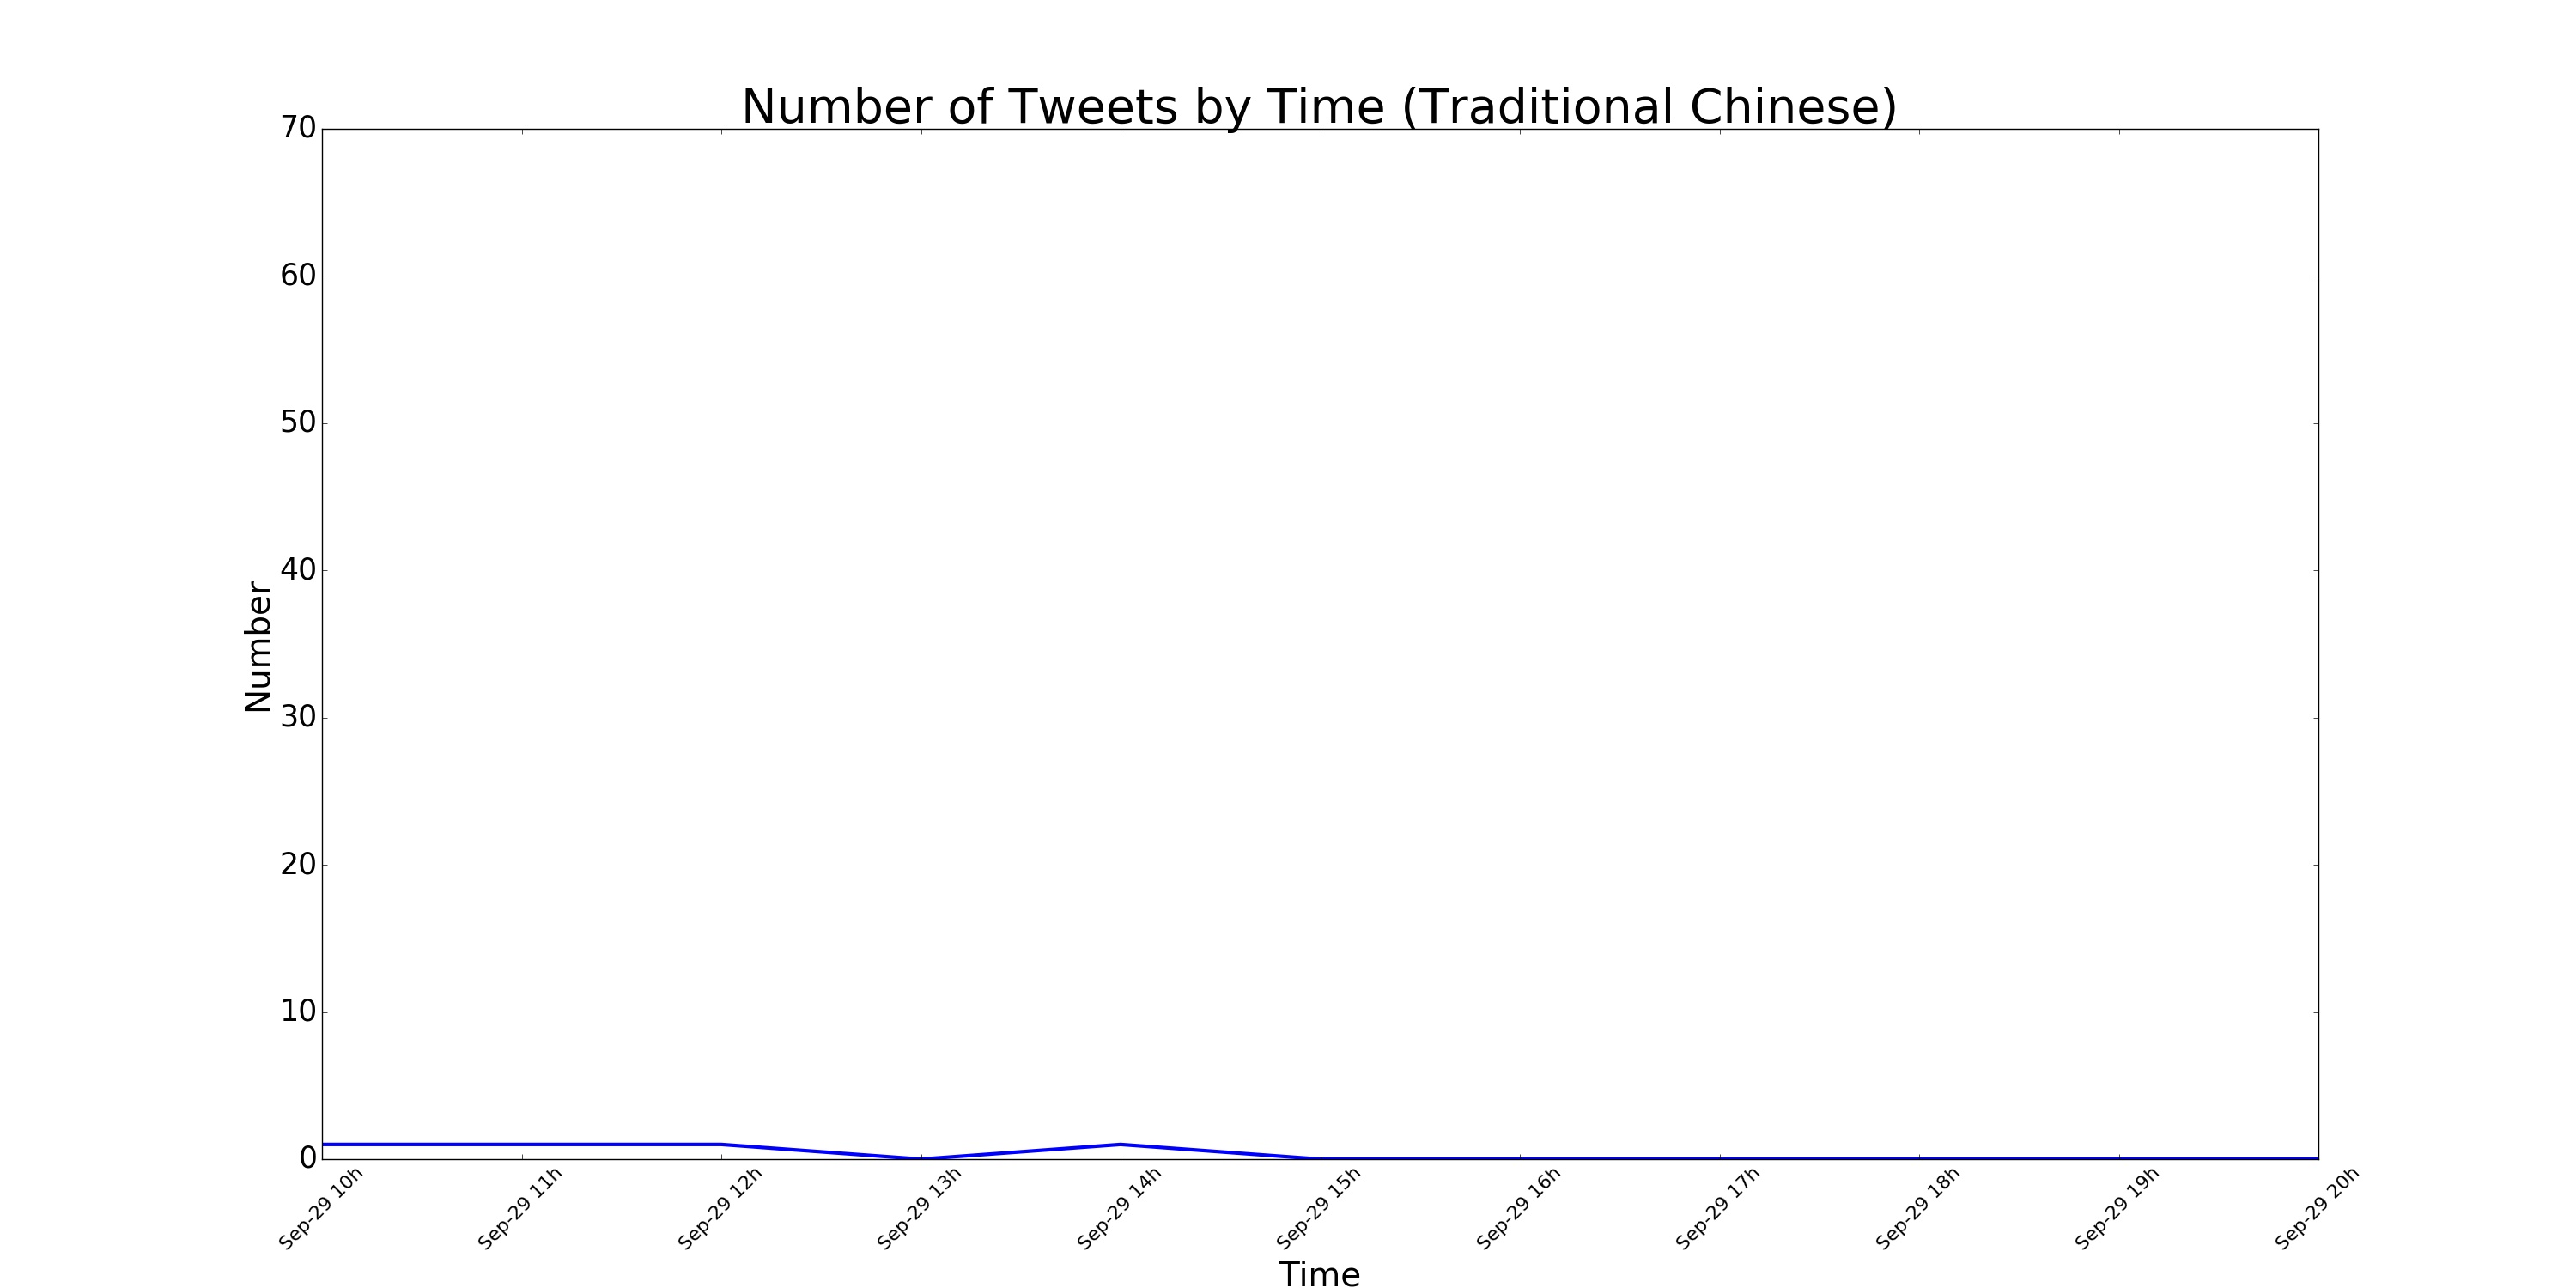 Number of Tweets by Time (Traditional Chinese)
70
60
50
40
30
20
10
0
Number
Sep-29 10h
Sep-29 11h
Sep-29 12h
Sep-29 13h
Sep-29 14h
Sep-29 15h
Sep-29 16h
Sep-29 17h
Sep-29 18h
Sep-29 19h
Sep-29 20h
Time